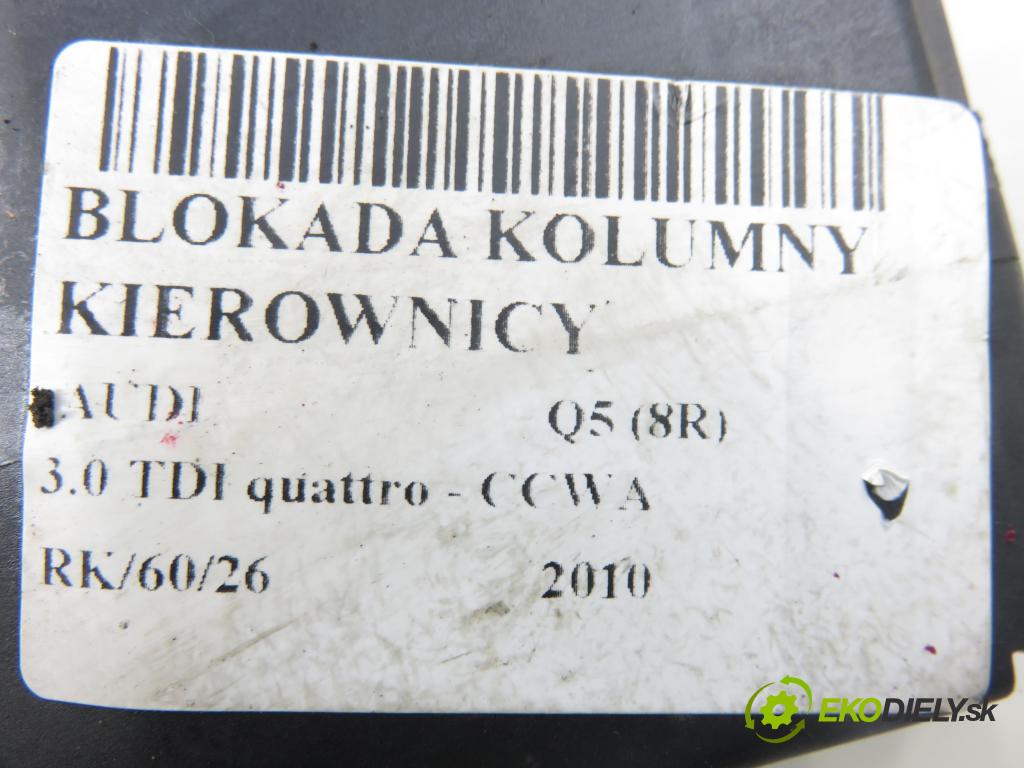 BLOKADA KOLUMNY
KIEROWNICY
AUDI Q5 (8R)
3.0 TDI quattro - CCWA
RK/60/26 2010
EKODIELY.sk